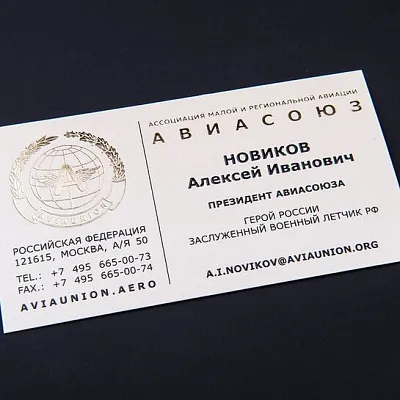 РОССИЙСКАЯ ФЕДЕРАЦИЯ
121615, МОСКВА, А/Я 50
TEL.: +7 495 665-00-73
FAX.: +7 495 665-00-74
AVIAUNION.AERO
АССОЦИАЦИЯ МАЛОЙ И РЕГИОНАЛЬНОЙ АВИАЦИИ
АВИАСОЮЗ
НОВИКОВ
Алексей Иванович
ПРЕЗИДЕНТ АВИАСОЮЗА
ГЕРОЙ РОССИИ
ЗАСЛУЖЕННЫЙ ВОЕННЫЙ ЛЕТЧИК РФ
A.I.NOVIKOV@AVIAUNION.ORG